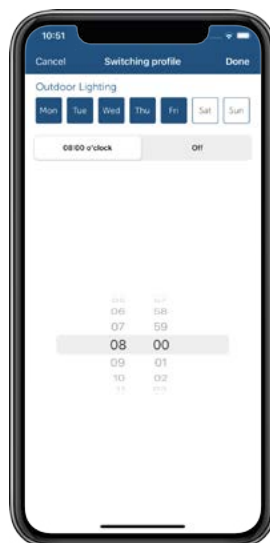 10:51
Cancel Switching profile Done
Outdoor Lighting
Mon Tue Wed Thu Fri Sat Sun
08:00 o'clock Off
06 58
07 59
08 00
09 01
10 02